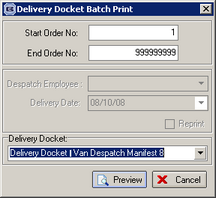 Delivery Docket Batch Print
Start Order No: 1
End Order No: 999999999
Despatch Employee :
Delivery Date: 08/10/08
Reprint
Delivery Docket:
Delivery Docket | Van Despatch Manifest 8
Preview Cancel